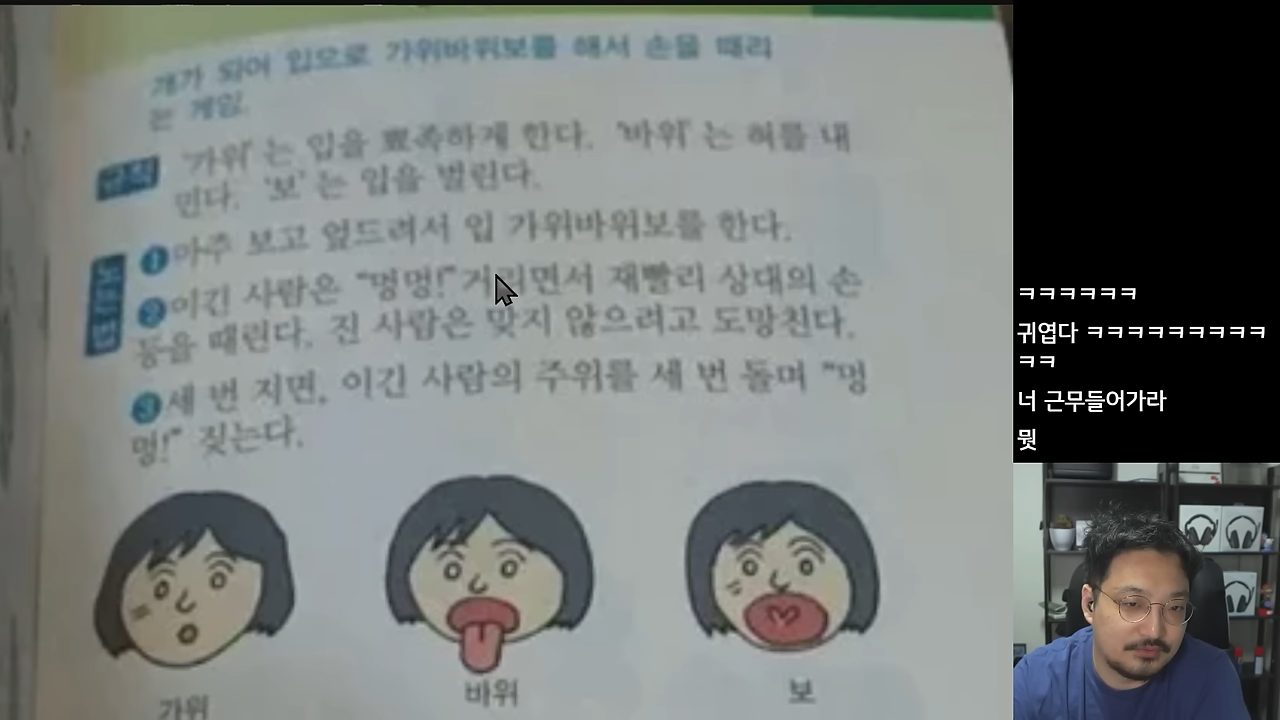 개가 되어 입으로 가위바위보를 해서 손을 때리
는 게임.
규칙 '가위'는 입을 뾰족하게 한다. '바위'는 혀를 내
민다. '보'는 입을 벌린다.
1 마주 보고 엎드려서 입 가위바위보를 한다.
2 이긴 사람은 "멍멍!"거리면서 재빨리 상대의 손
등을 때린다. 진 사람은 맞지 않으려고 도망친다.
3 세 번 지면, 이긴 사람의 주위를 세 번 돌며 "멍
멍!" 짖는다.
가위
바위
보
ㅋㅋㅋㅋㅋㅋ
귀엽다 ㅋㅋㅋㅋㅋㅋㅋㅋㅋ
ㅋㅋ
너 근무들어가라
뭣